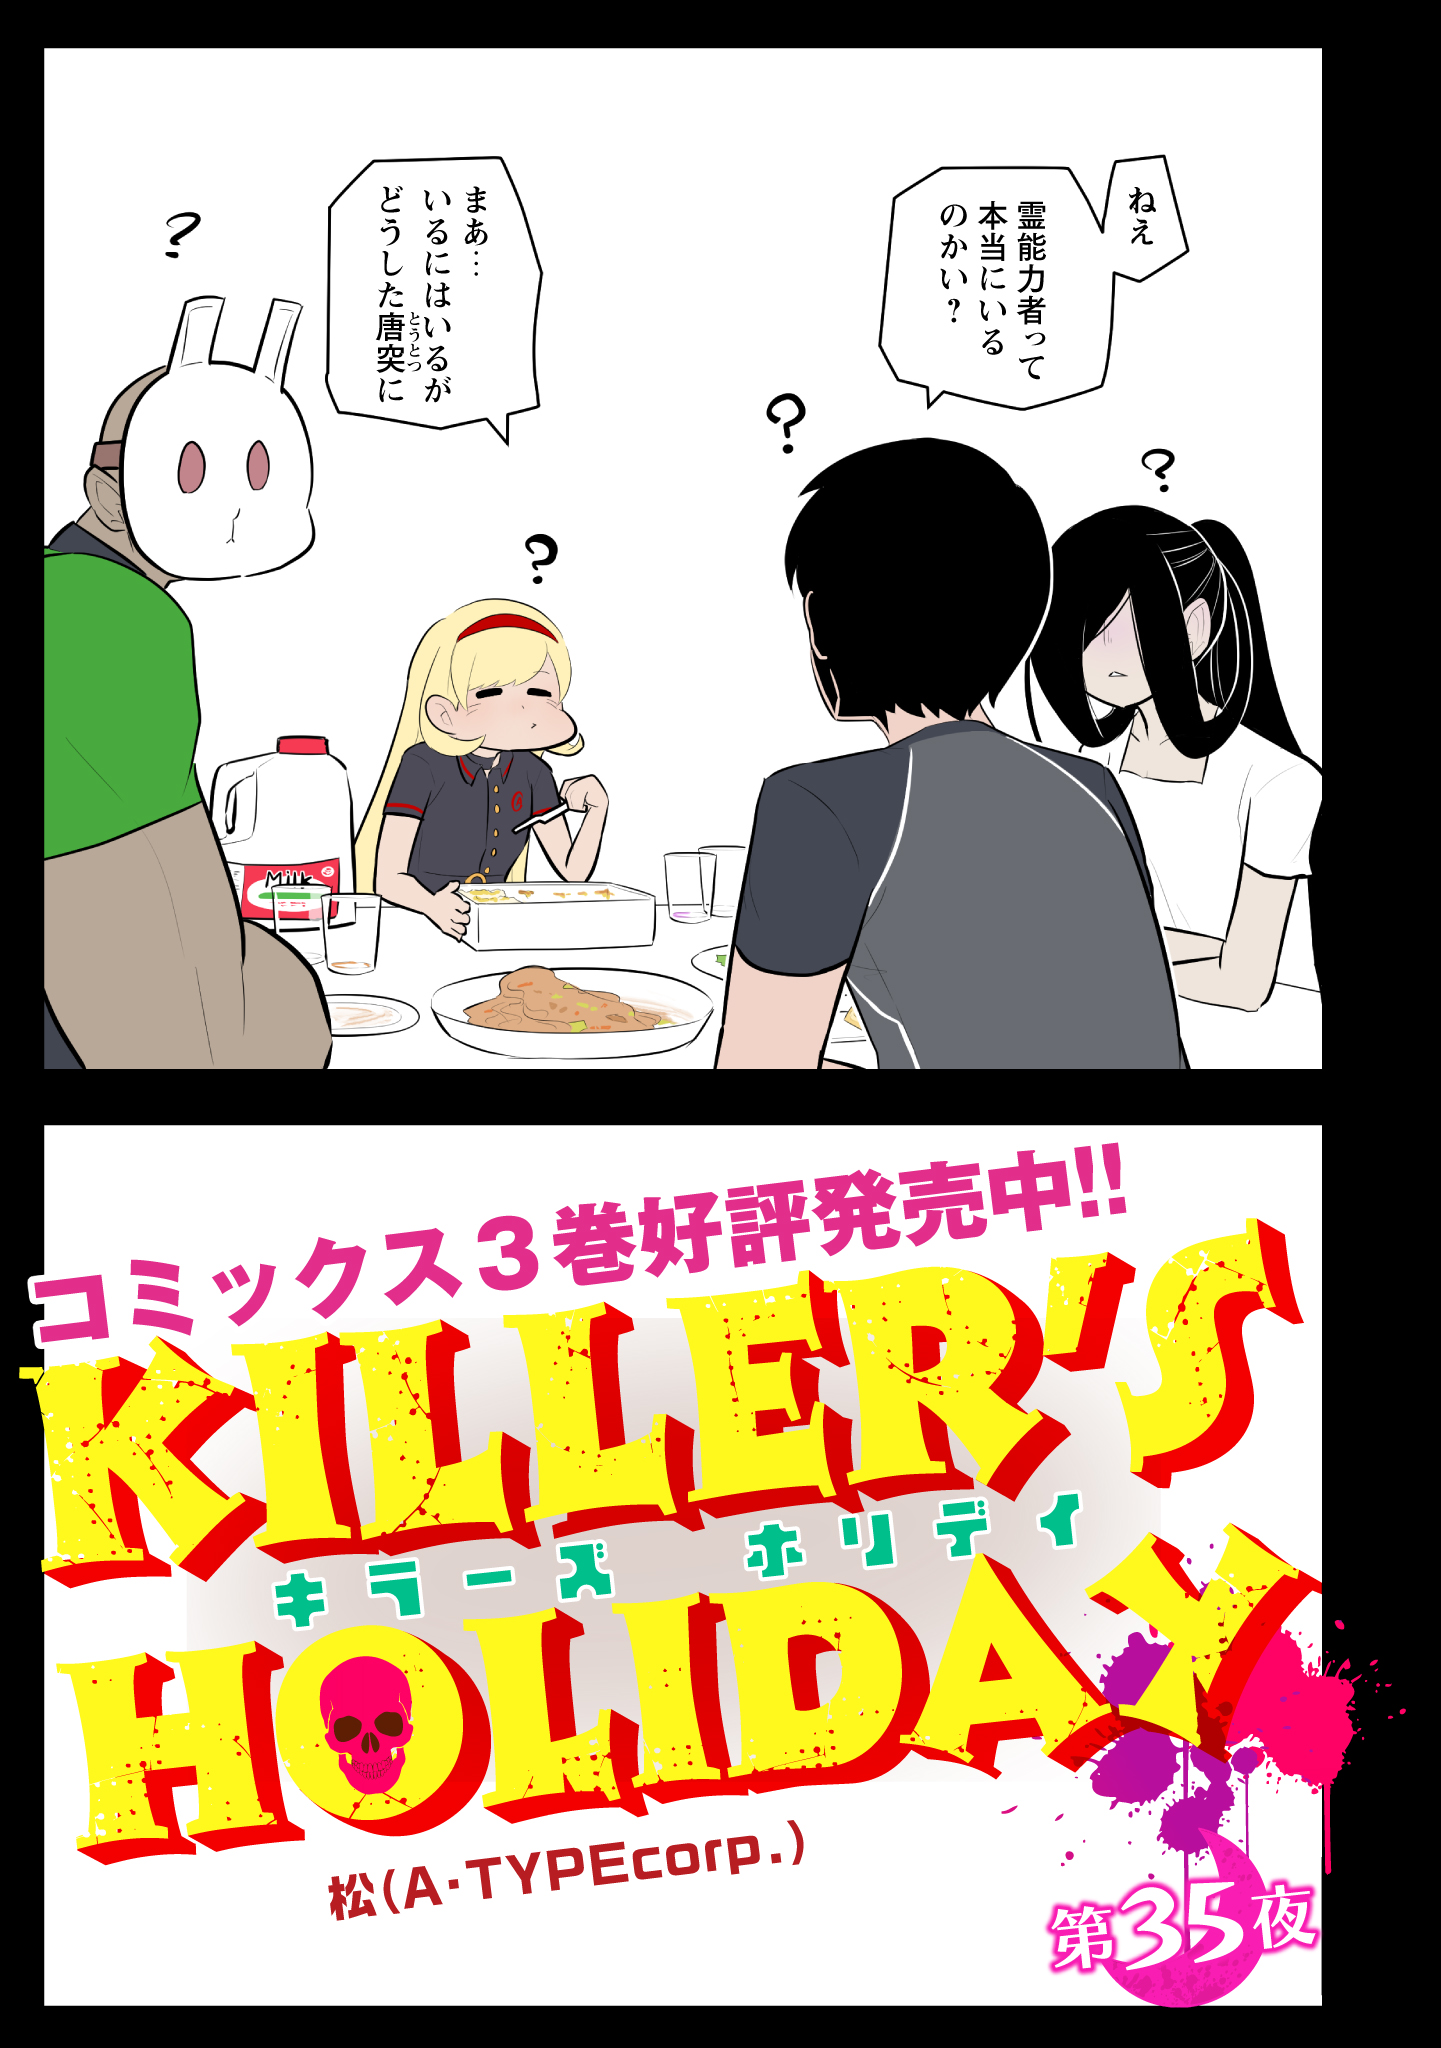 ねえ
霊能力者って
本当にいる
のかい？
まあ…
いるにはいるが
どうした唐突に
とうとつ
?
?
?
?
Milk
コミックス３巻好評発売中!!
KILLER'S
キラーズ ホリデイ
HOLIDAY
松(A・TYPEcorp.)
第35夜